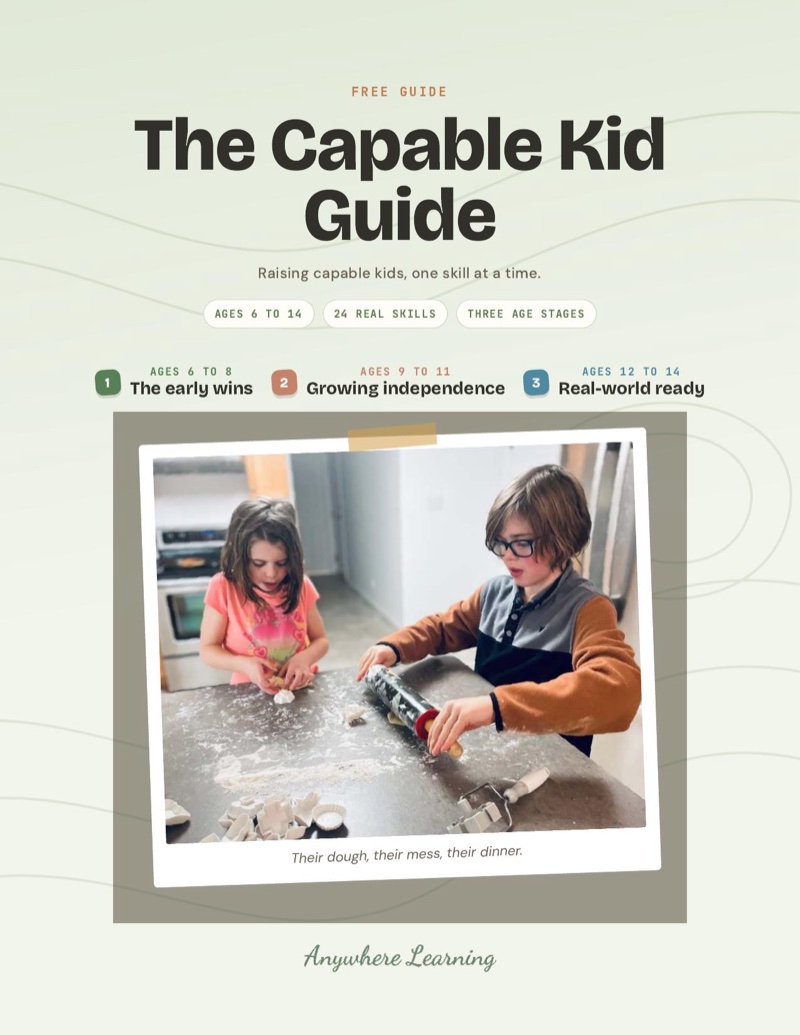 FREE GUIDE
The Capable Kid
Guide
Raising capable kids, one skill at a time.
AGES 6 TO 14
24 REAL SKILLS
THREE AGE STAGES
1
AGES 6 TO 8
The early wins
2
AGES 9 TO 11
Growing independence
3
AGES 12 TO 14
Real-world ready
Their dough, their mess, their dinner.
Anywhere Learning